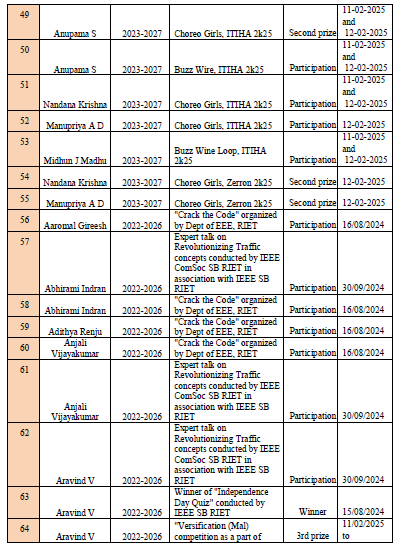 49 Anupama S 2023-2027 Choreo Girls, ITIHA 2k25 Second prize 11-02-2025 and 12-02-2025
50 Anupama S 2023-2027 Buzz Wire, ITIHA 2k25 Participation 11-02-2025 and 12-02-2025
51 Nandana Krishna 2023-2027 Choreo Girls, ITIHA 2k25 Participation 11-02-2025 and 12-02-2025
52 Manupriya A D 2023-2027 Choreo Girls, ITIHA 2k25 Participation 12-02-2025
53 Midhun J Madhu 2023-2027 Buzz Wine Loop, ITIHA 2k25 Participation 11-02-2025 and 12-02-2025
54 Nandana Krishna 2023-2027 Choreo Girls, Zerron 2k25 Second prize 12-02-2025
55 Manupriya A D 2023-2027 Choreo Girls, Zerron 2k25 Second prize 12-02-2025
56 Aaromal Gireesh 2022-2026 "Crack the Code" organized by Dept of EEE, RIET Participation 16/08/2024
57 Abhirami Indran 2022-2026 Expert talk on Revolutionizing Traffic concepts conducted by IEEE ComSoc SB RIET in association with IEEE SB RIET Participation 30/09/2024
58 Abhirami Indran 2022-2026 "Crack the Code" organized by Dept of EEE, RIET Participation 16/08/2024
59 Adithya Renju 2022-2026 "Crack the Code" organized by Dept of EEE, RIET Participation 16/08/2024
60 Anjali Vijayakumar 2022-2026 "Crack the Code" organized by Dept of EEE, RIET Participation 16/08/2024
61 Anjali Vijayakumar 2022-2026 Expert talk on Revolutionizing Traffic concepts conducted by IEEE ComSoc SB RIET in association with IEEE SB RIET Participation 30/09/2024
62 Aravind V 2022-2026 Expert talk on Revolutionizing Traffic concepts conducted by IEEE ComSoc SB RIET in association with IEEE SB RIET Participation 30/09/2024
63 Aravind V 2022-2026 Winner of "Independence Day Quiz" conducted by IEEE SB RIET Winner 15/08/2024
64 Aravind V 2022-2026 "Versification (Mal) competition as a part of 3rd prize 11/02/2025 to